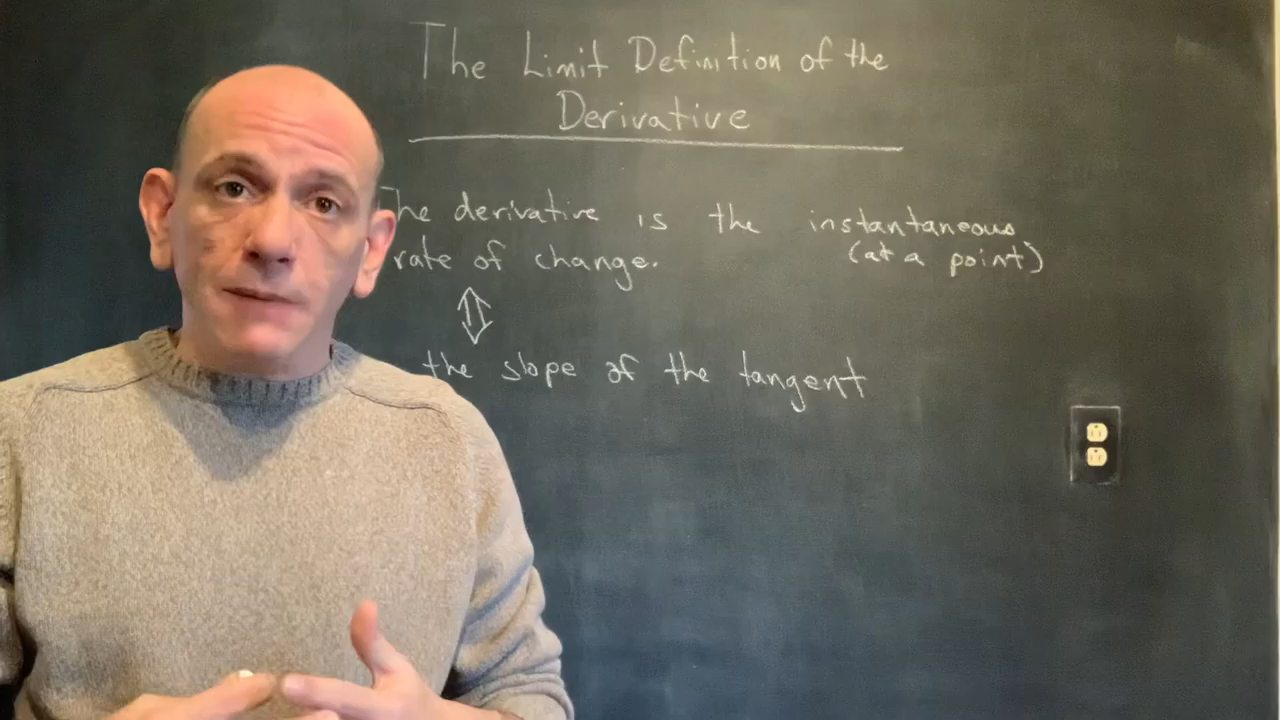 The Limit Definition of the
Derivative
The derivative is the instantaneous
rate of change. (at a point)
the slope of the tangent